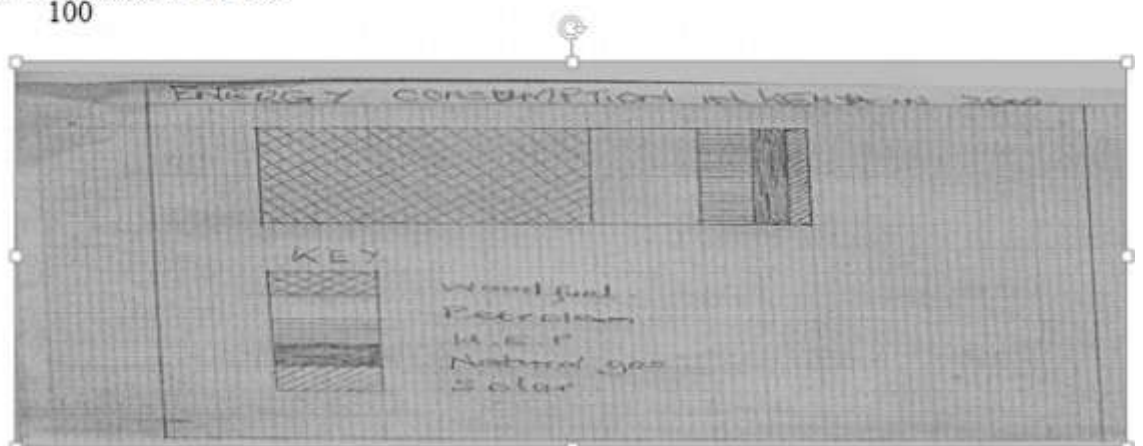 100
ENERGY CONSUMPTION IN KENYA IN 2000
KEY
Wood fuel
Petroleum
H.E.P
Natural gas
Solar